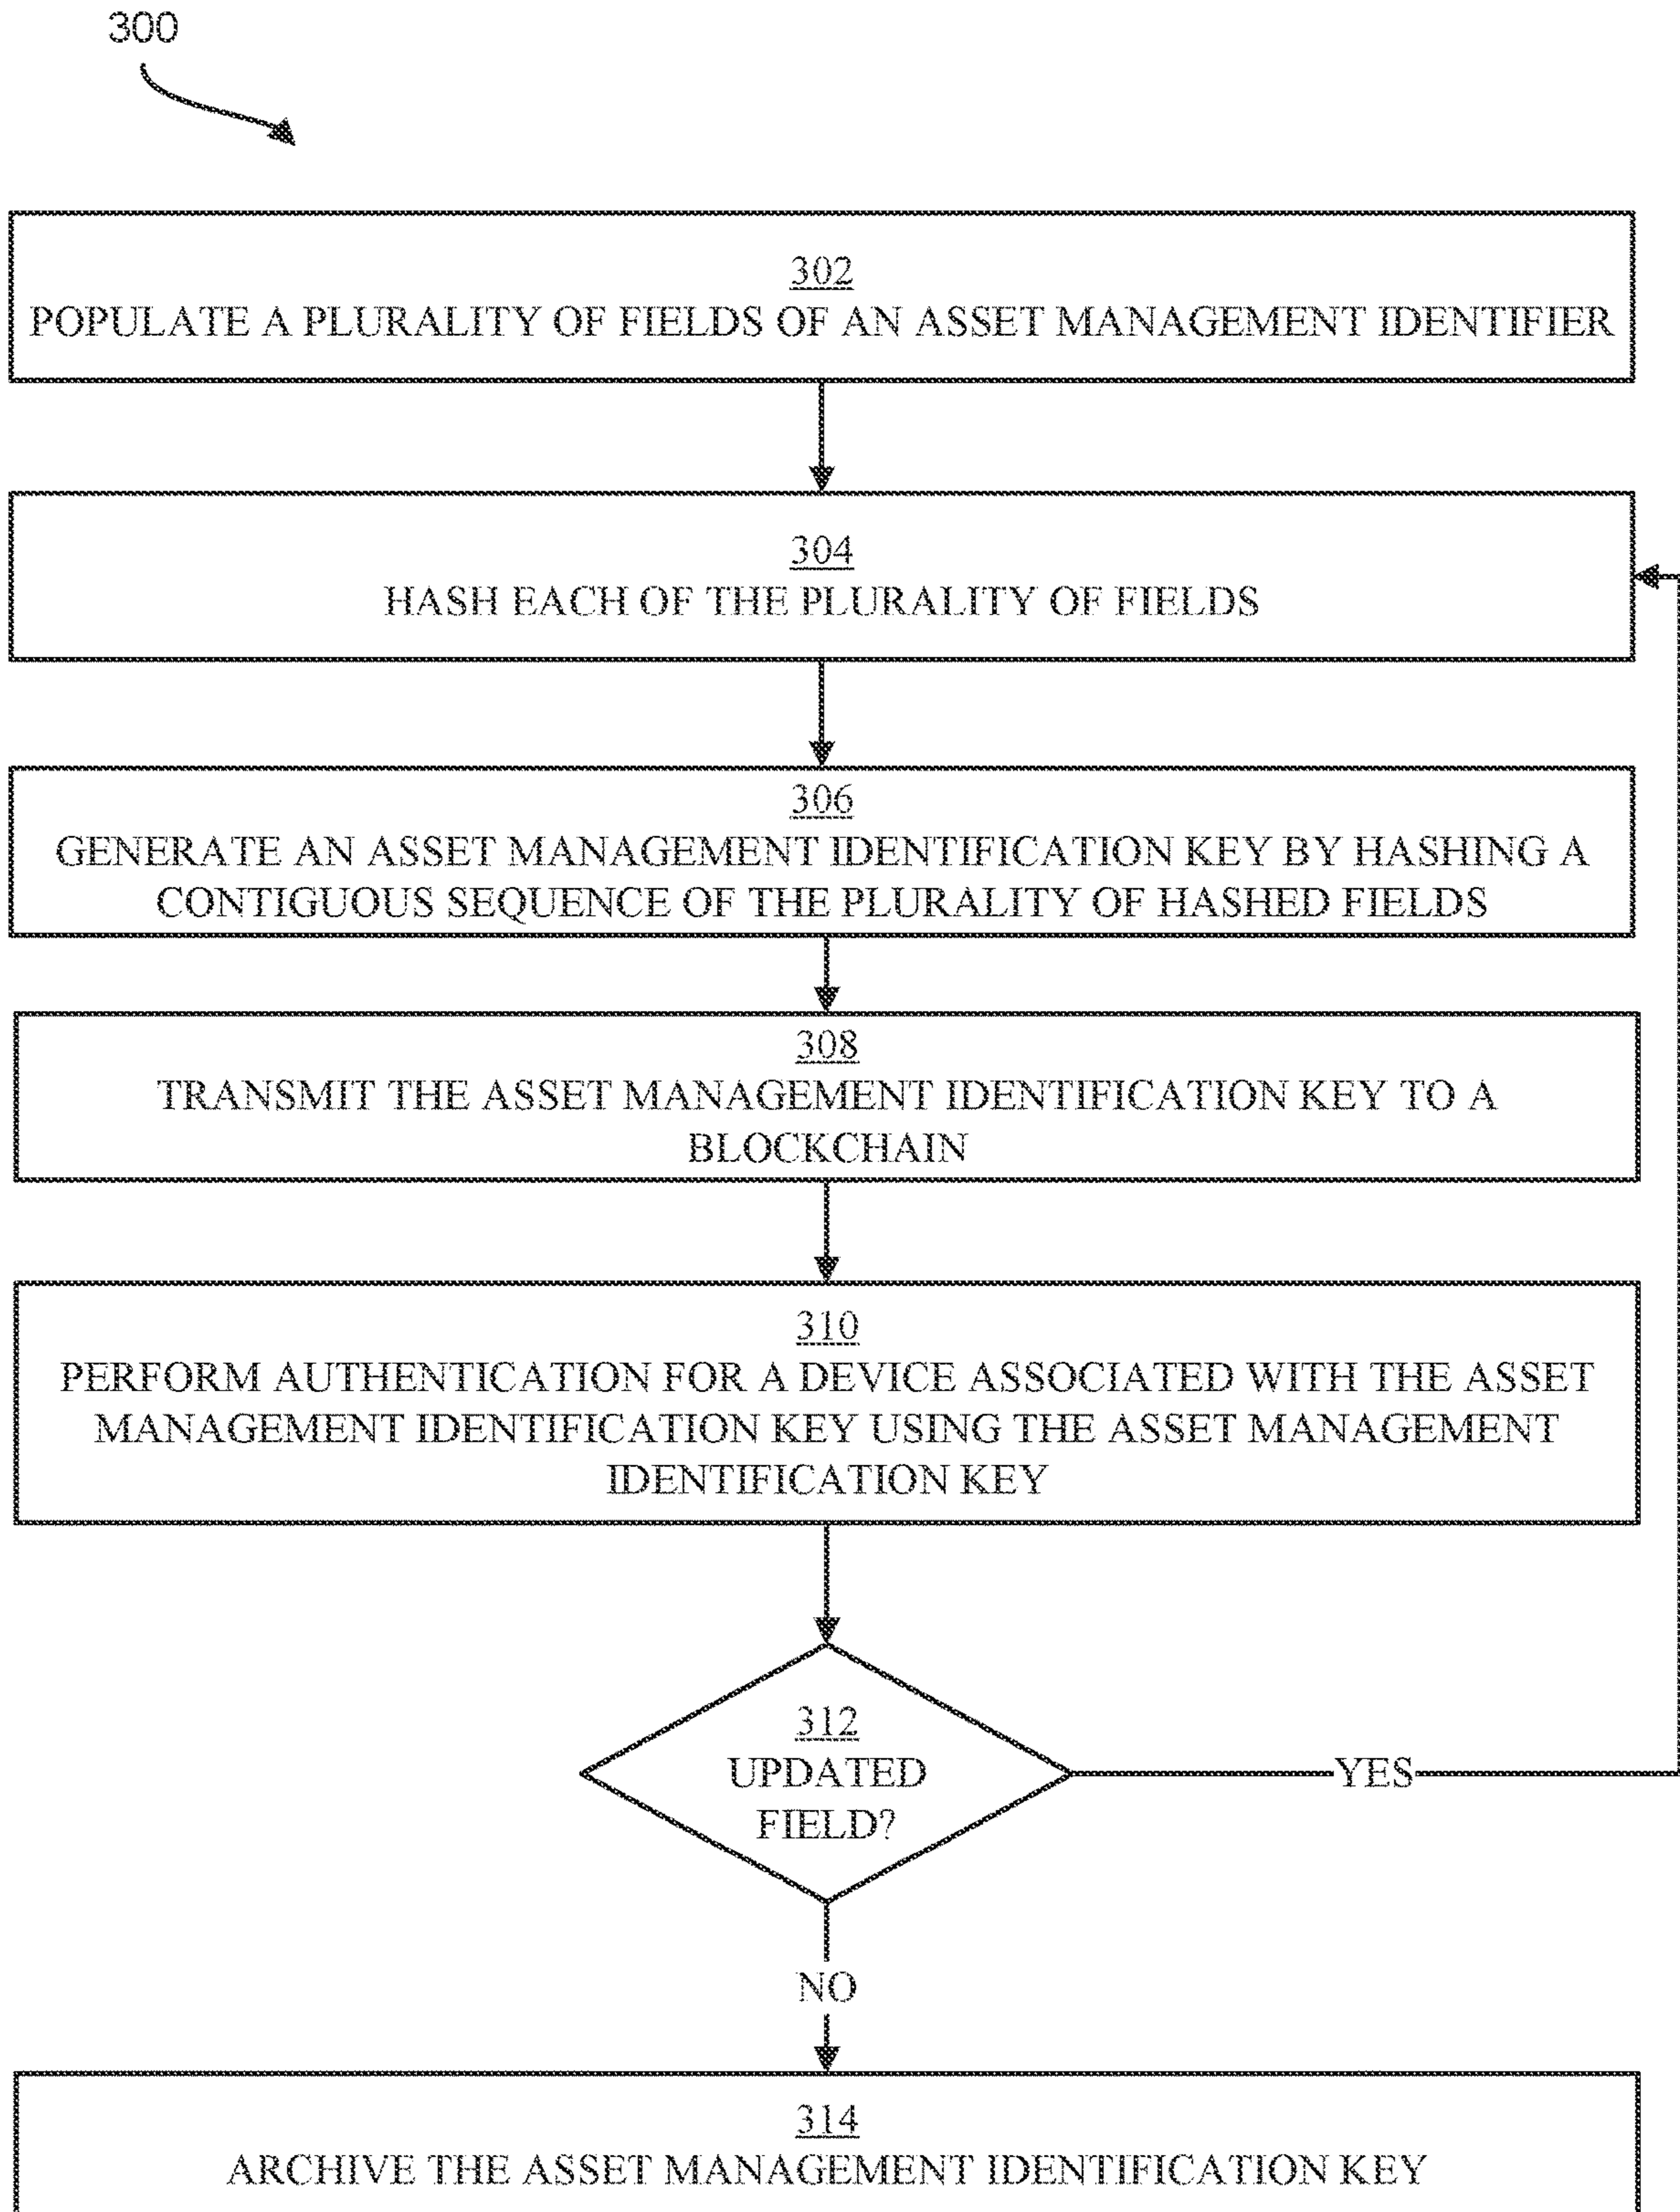 300
302
POPULATE A PLURALITY OF FIELDS OF AN ASSET MANAGEMENT IDENTIFIER
304
HASH EACH OF THE PLURALITY OF FIELDS
306
GENERATE AN ASSET MANAGEMENT IDENTIFICATION KEY BY HASHING A
CONTIGUOUS SEQUENCE OF THE PLURALITY OF HASHED FIELDS
308
TRANSMIT THE ASSET MANAGEMENT IDENTIFICATION KEY TO A
BLOCKCHAIN
310
PERFORM AUTHENTICATION FOR A DEVICE ASSOCIATED WITH THE ASSET
MANAGEMENT IDENTIFICATION KEY USING THE ASSET MANAGEMENT
IDENTIFICATION KEY
312
UPDATED
FIELD?
YES
NO
314
ARCHIVE THE ASSET MANAGEMENT IDENTIFICATION KEY